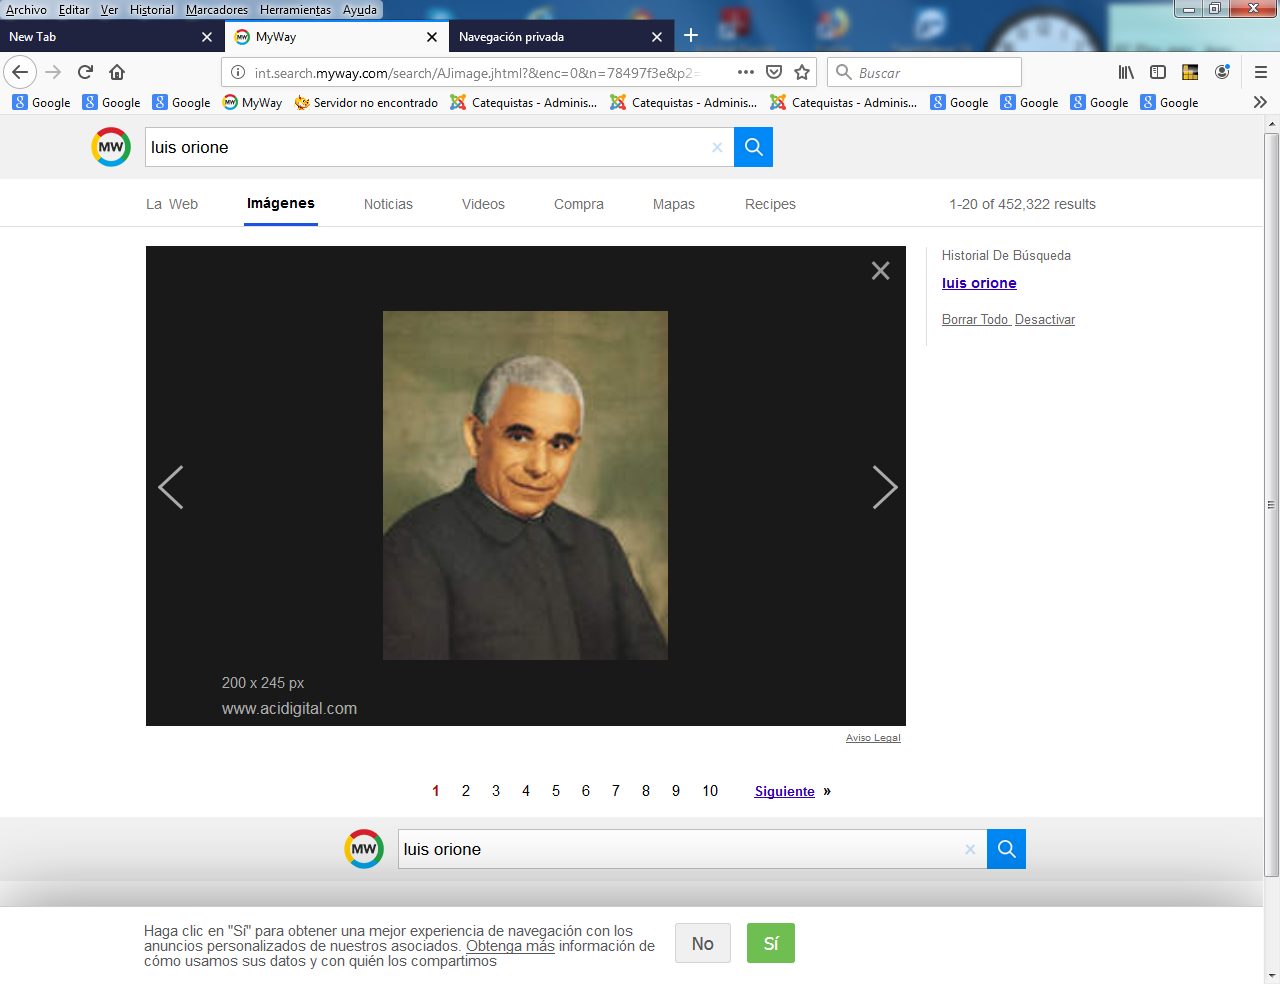 Archivo Editar Ver Historial Marcadores Herramientas Ayuda
New Tab MyWay Navegación privada
int.search.myway.com/search/AJimage.jhtml?&enc=0&n=78497f3e&p2= Buscar
Google Google Google MyWay Servidor no encontrado Catequistas - Adminis... Catequistas - Adminis... Catequistas - Adminis... Google Google Google Google
MW luis orione
La Web Imágenes Noticias Videos Compra Mapas Recipes 1-20 of 452,322 results
Historial De Búsqueda
luis orione
Borrar Todo Desactivar
200 x 245 px
www.acidigital.com
Aviso Legal
1 2 3 4 5 6 7 8 9 10 Siguiente »
MW luis orione
Haga clic en "Sí" para obtener una mejor experiencia de navegación con los
anuncios personalizados de nuestros asociados. Obtenga más información de
cómo usamos sus datos y con quién los compartimos
No Sí